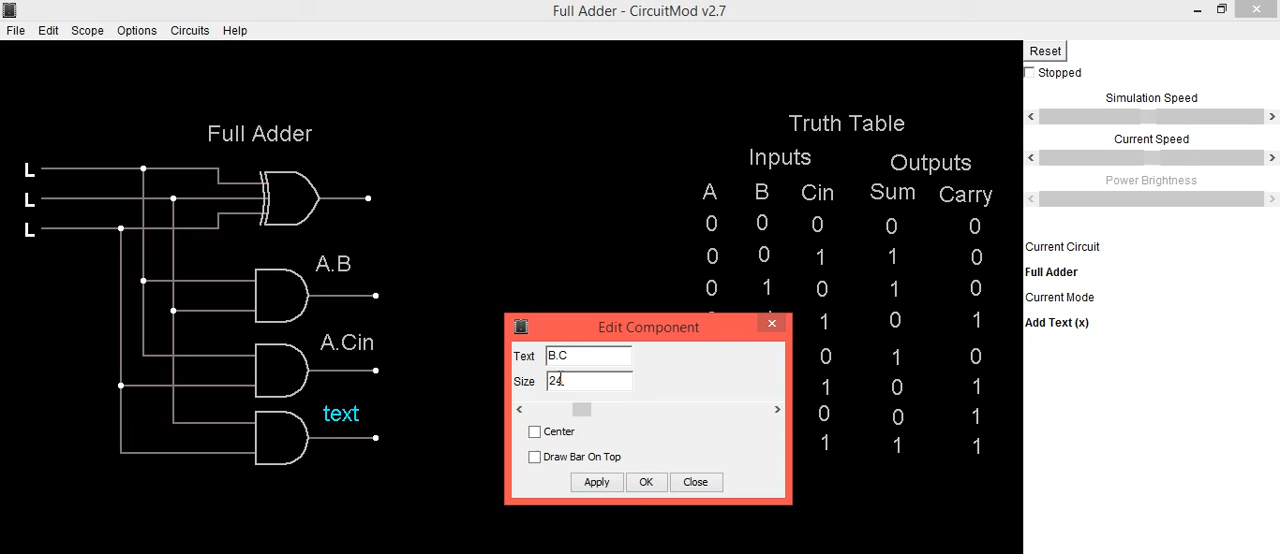 Full Adder - CircuitMod v2.7
File Edit Scope Options Circuits Help
Reset
Stopped
Simulation Speed
Current Speed
Power Brightness
Current Circuit
Full Adder
Current Mode
Add Text (x)
Full Adder
L
L
L
A.B
A.Cin
text
Truth Table
Inputs Outputs
A B Cin Sum Carry
0 0 0 0 0
0 0 1 1 0
0 1 0 1 0
1 0 1
0 1 0
1 0 1
0 0 1
1 1 1
Edit Component
Text B.C
Size 24
Center
Draw Bar On Top
Apply OK Close